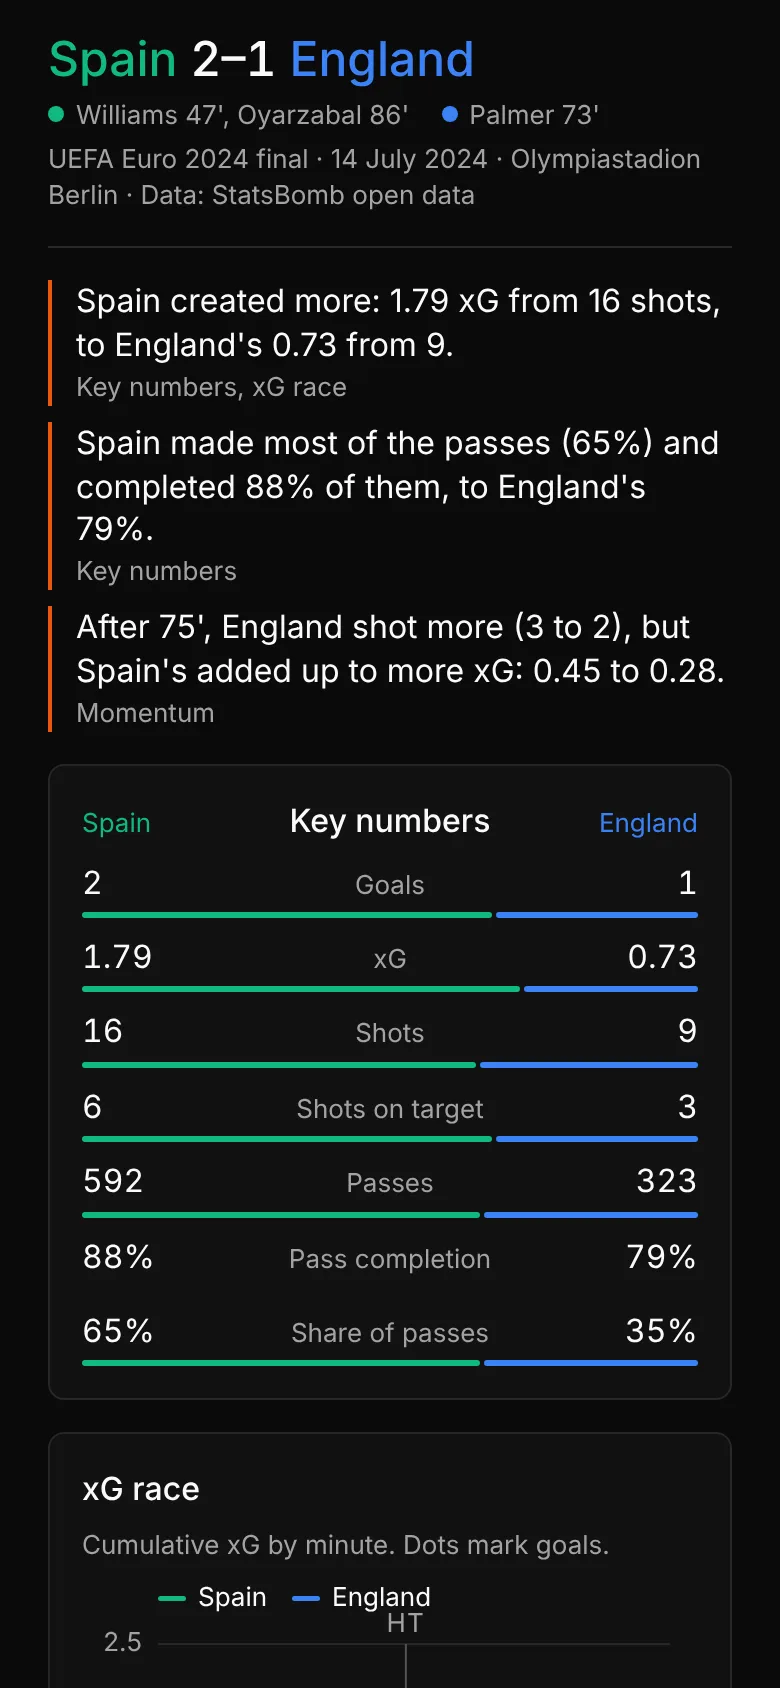 Spain 2–1 England
Williams 47', Oyarzabal 86' Palmer 73'
UEFA Euro 2024 final · 14 July 2024 · Olympiastadion
Berlin · Data: StatsBomb open data
Spain created more: 1.79 xG from 16 shots,
to England's 0.73 from 9.
Key numbers, xG race
Spain made most of the passes (65%) and
completed 88% of them, to England's
79%.
Key numbers
After 75', England shot more (3 to 2), but
Spain's added up to more xG: 0.45 to 0.28.
Momentum
Spain Key numbers England
2 Goals 1
1.79 xG 0.73
16 Shots 9
6 Shots on target 3
592 Passes 323
88% Pass completion 79%
65% Share of passes 35%
xG race
Cumulative xG by minute. Dots mark goals.
Spain England
HT
2.5